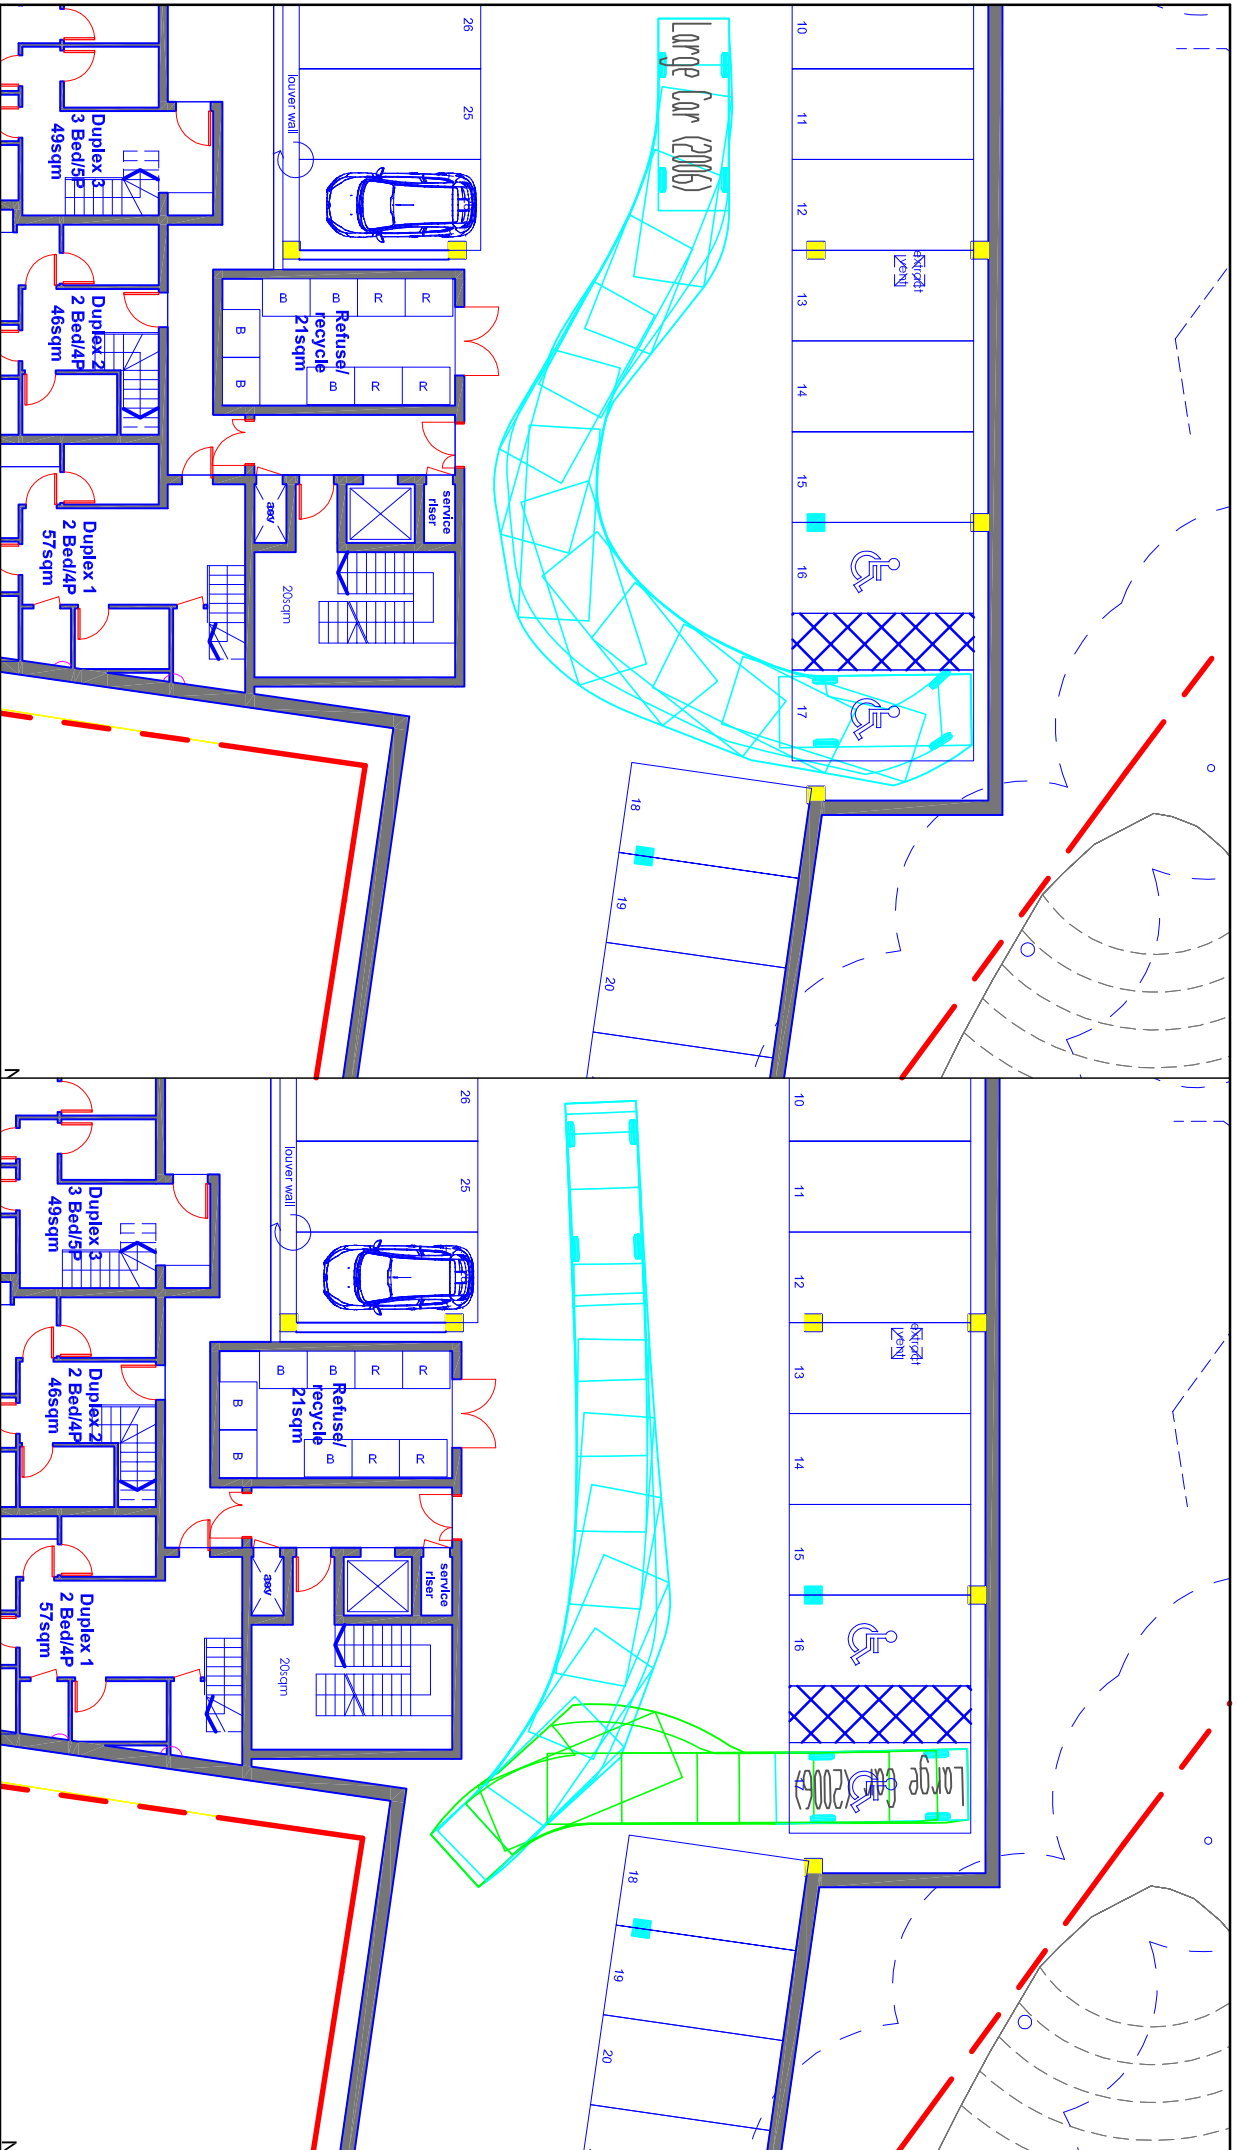 26
25
louver wall
Duplex 3
3 Bed/5P
49sqm
Duplex 2
2 Bed/4P
46sqm
Duplex 1
2 Bed/4P
57sqm
B
B
R
R
B
B
B
R
R
Refuse/
recycle
21sqm
aov
service
riser
20sqm
Large Car (2006)
10
11
12
extract
vent
13
14
15
16
17
18
19
20
N
26
25
louver wall
Duplex 3
3 Bed/5P
49sqm
Duplex 2
2 Bed/4P
46sqm
Duplex 1
2 Bed/4P
57sqm
B
B
R
R
B
B
B
R
R
Refuse/
recycle
21sqm
aov
service
riser
20sqm
10
11
12
extract
vent
13
14
15
16
17
Large Car (2006)
18
19
20
N